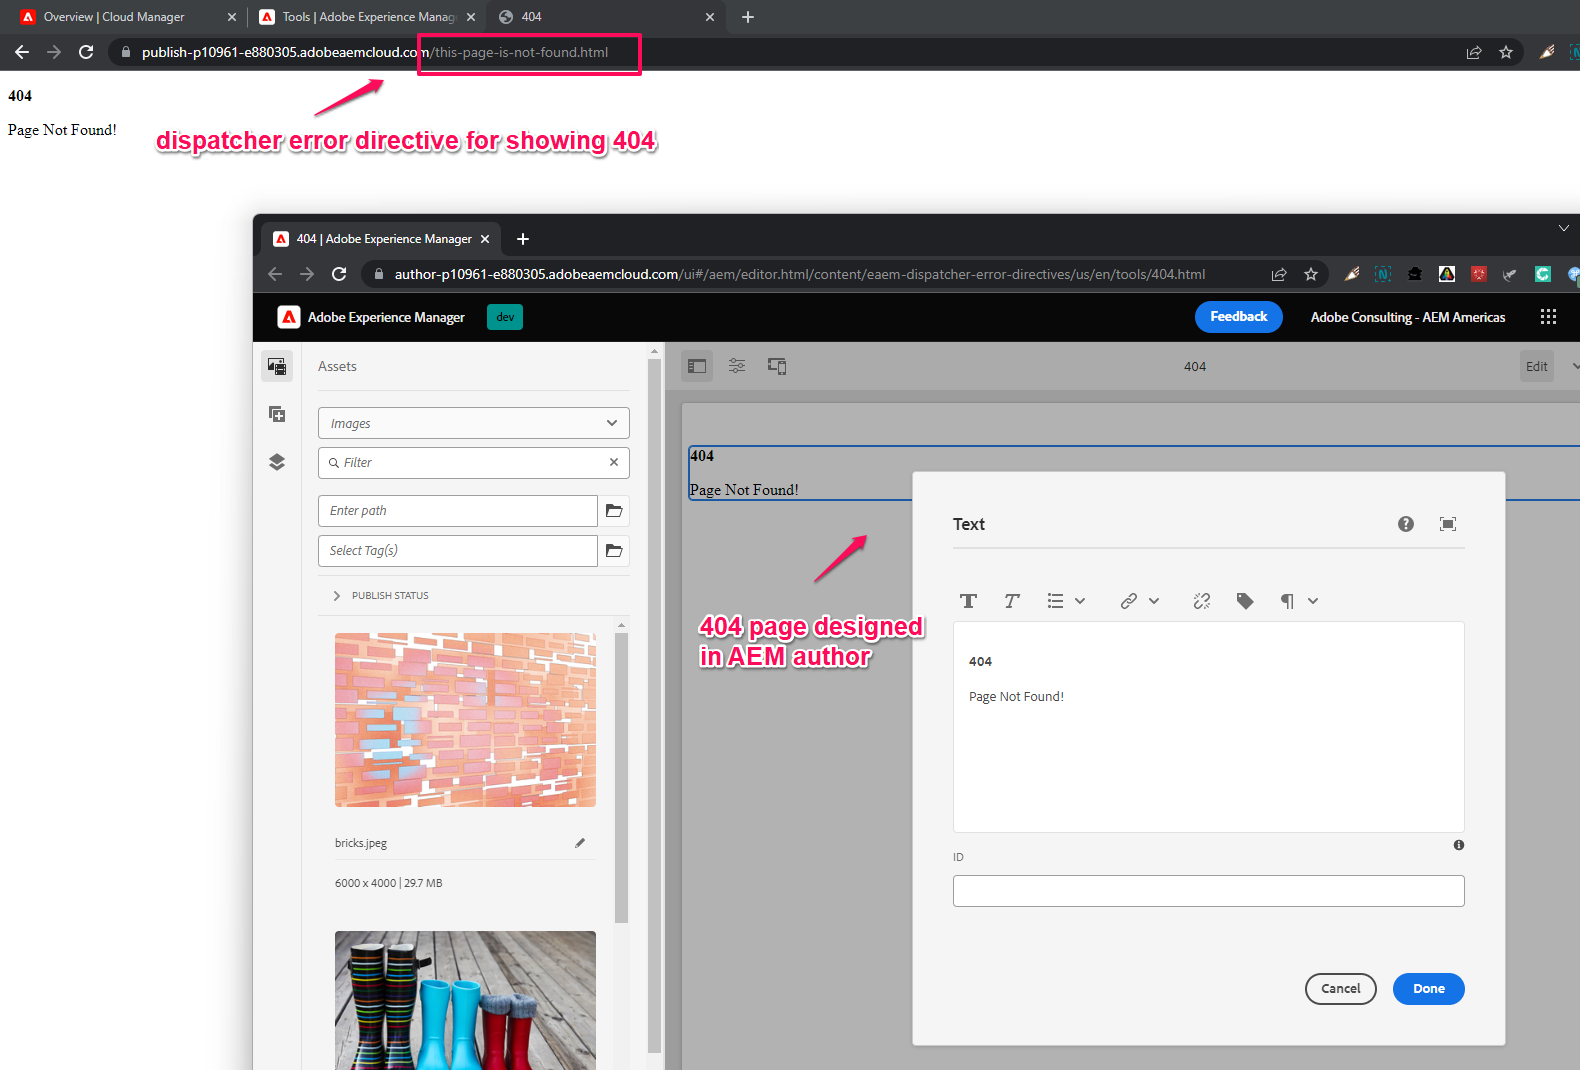 Overview | Cloud Manager
Tools | Adobe Experience Manag
404
publish-p10961-e880305.adobeaemcloud.com/this-page-is-not-found.html
404
Page Not Found!
dispatcher error directive for showing 404
404 | Adobe Experience Manager
author-p10961-e880305.adobeaemcloud.com/ui#/aem/editor.html/content/eaem-dispatcher-error-directives/us/en/tools/404.html
Adobe Experience Manager
dev
Feedback
Adobe Consulting - AEM Americas
Assets
404
Edit
Images
Filter
Enter path
Select Tag(s)
PUBLISH STATUS
bricks.jpeg
6000 x 4000 | 29.7 MB
404
Page Not Found!
404 page designed
in AEM author
Text
404
Page Not Found!
ID
Cancel
Done